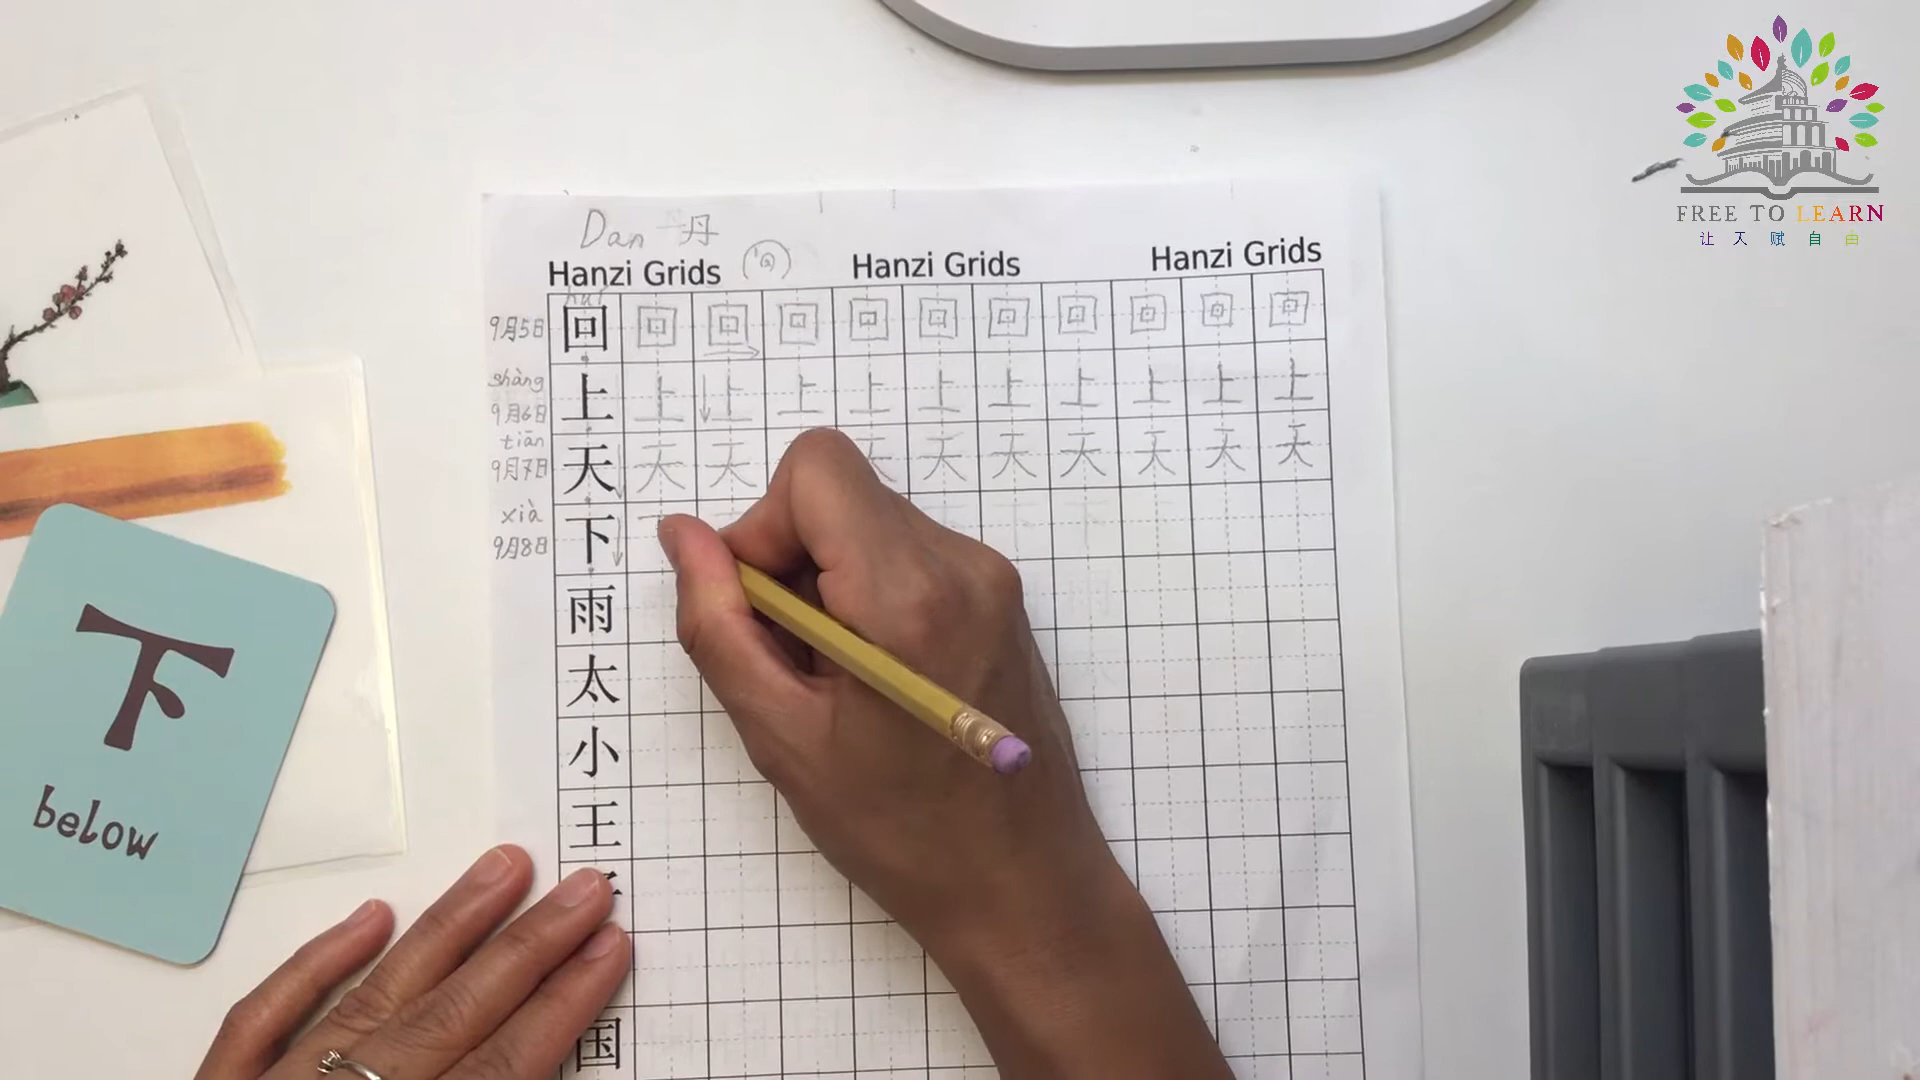 FREE TO LEARN
让天赋自由
Dan 丹
Hanzi Grids Hanzi Grids Hanzi Grids
huí
9月5日 回 回 回 回 回 回 回 回 回 回 回
shàng
9月6日 上 上 上 上 上 上 上 上 上 上 上
tiān
9月7日 天 天 天 天 天 天 天 天 天 天
xià
9月8日 下
雨
太
小
王
国
下
below